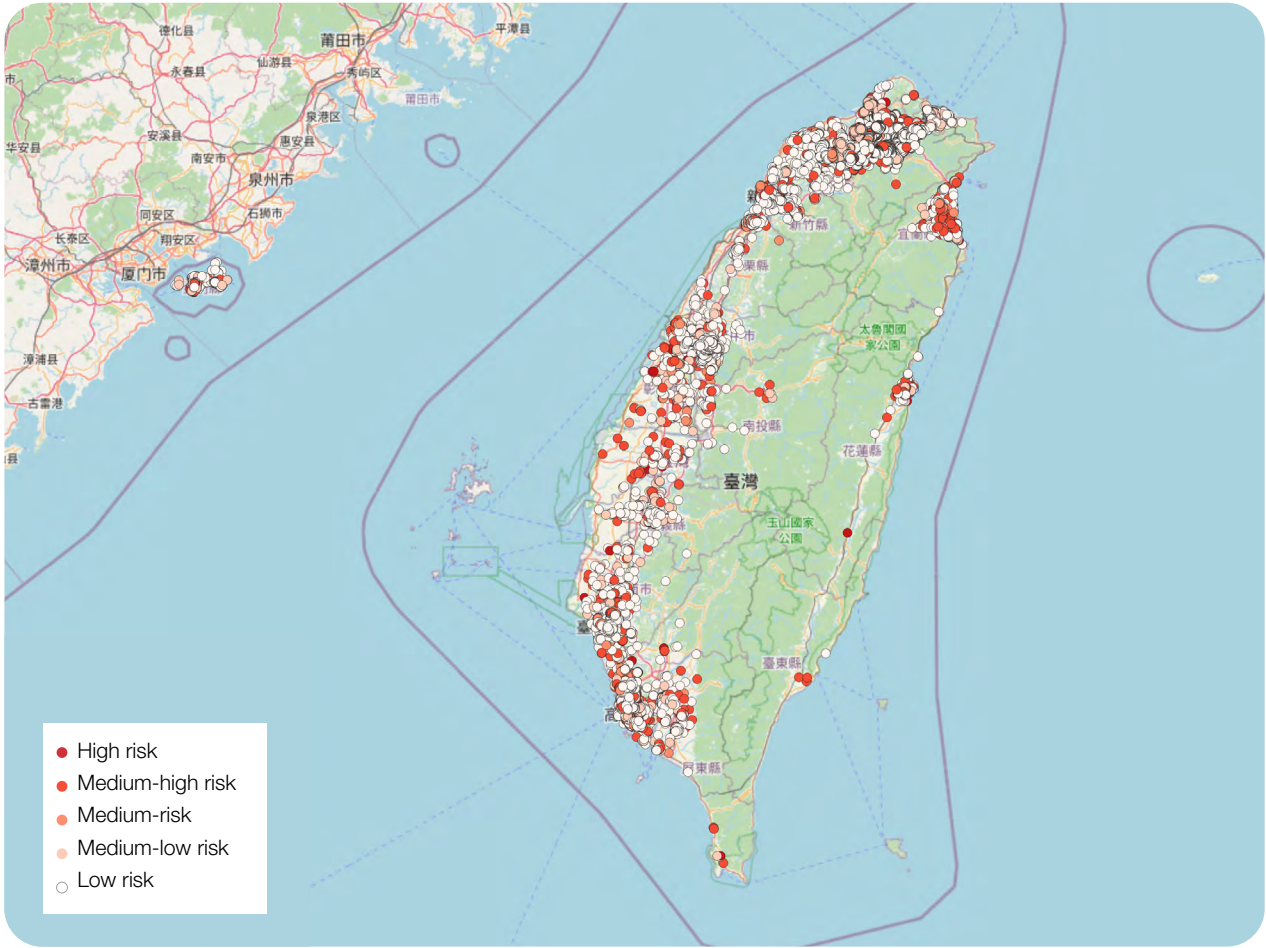 德化县
平潭县
莆田市
仙游县
永春县
秀屿区
市
莆田市
泉港区
安溪县
惠安县
华安县
南安市
泉州市
同安区
石狮市
长泰区
翔安区
漳州市
厦门市
漳浦县
古雷港
县
新竹縣
宜蘭
栗縣
太魯閣國
家公園
市
南投縣
花蓮縣
臺灣
玉山國家
公園
義縣
市
臺東縣
屏東縣
High risk
Medium-high risk
Medium-risk
Medium-low risk
Low risk